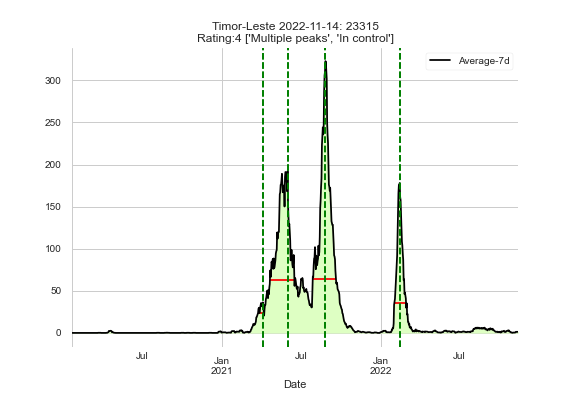 Timor-Leste 2022-11-14: 23315
Rating:4 ['Multiple peaks', 'In control']
Average-7d
300
250
200
150
100
50
0
Jul
Jan
2021
Jul
Jan
2022
Jul
Date